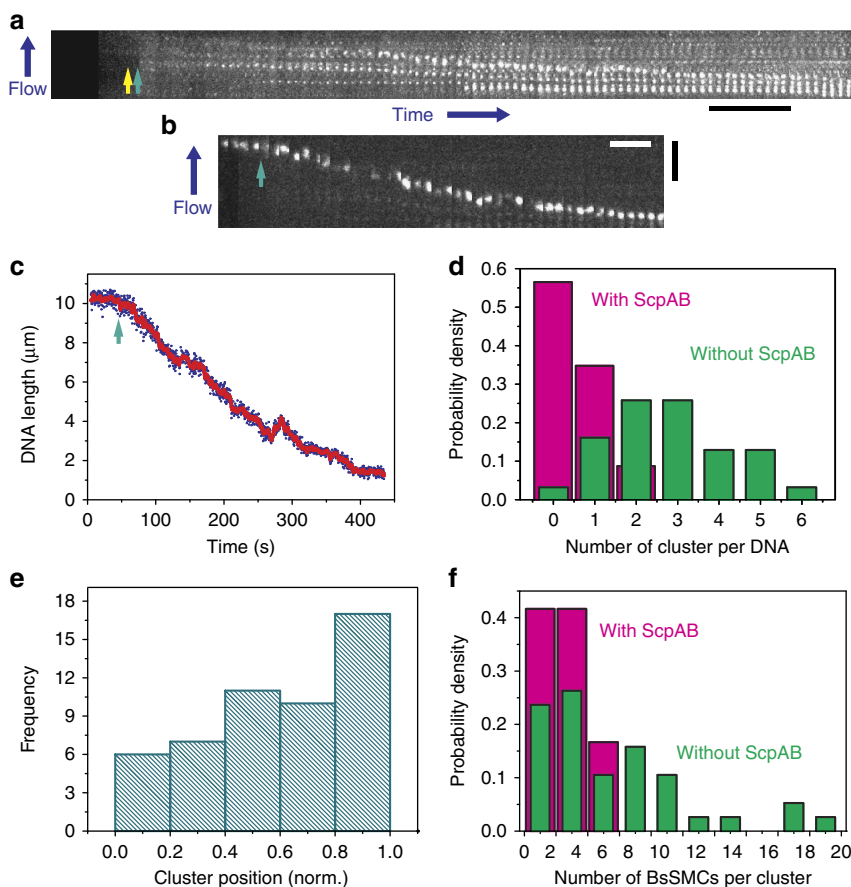 a
Flow
Time
b
Flow
c
DNA length (μm)
10
8
6
4
2
0
0 100 200 300 400
Time (s)
d
Probability density
0.6
0.5
0.4
0.3
0.2
0.1
0.0
With ScpAB
Without ScpAB
0 1 2 3 4 5 6
Number of cluster per DNA
e
Frequency
18
15
12
9
6
3
0
0.0 0.2 0.4 0.6 0.8 1.0
Cluster position (norm.)
f
Probability density
0.4
0.3
0.2
0.1
0.0
With ScpAB
Without ScpAB
0 2 4 6 8 10 12 14 16 18 20
Number of BsSMCs per cluster